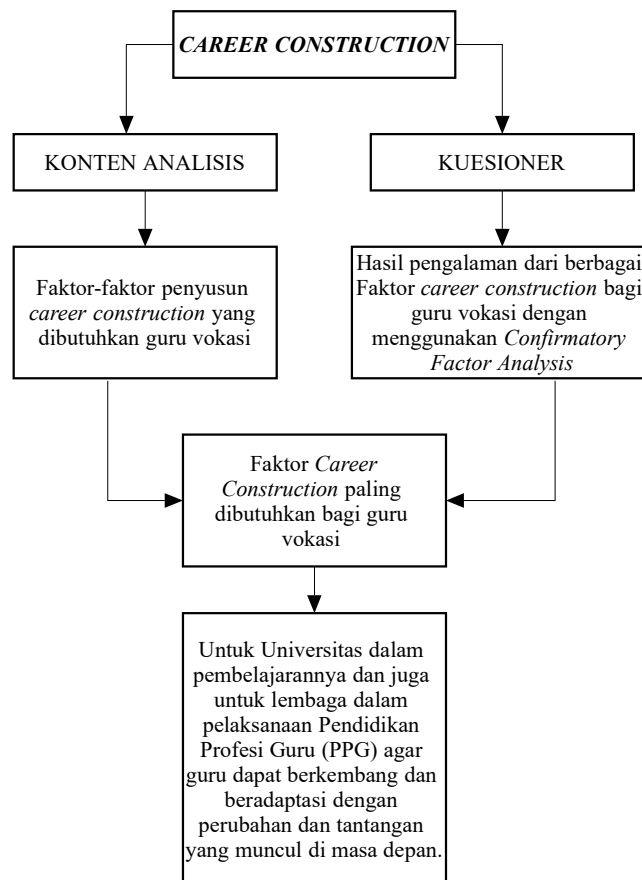 CAREER CONSTRUCTION
KONTEN ANALISIS
KUESIONER
Faktor-faktor penyusun
career construction yang
dibutuhkan guru vokasi
Hasil pengalaman dari berbagai
Faktor career construction bagi
guru vokasi dengan
menggunakan Confirmatory
Factor Analysis
Faktor Career
Construction paling
dibutuhkan bagi guru
vokasi
Untuk Universitas dalam
pembelajarannya dan juga
untuk lembaga dalam
pelaksanaan Pendidikan
Profesi Guru (PPG) agar
guru dapat berkembang dan
beradaptasi dengan
perubahan dan tantangan
yang muncul di masa depan.